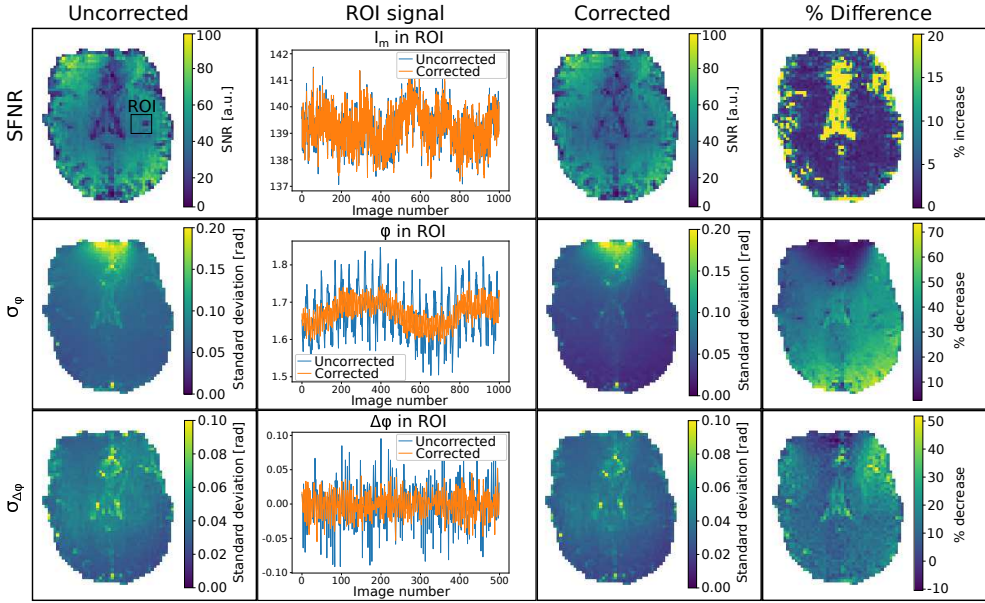 Uncorrected ROI signal Corrected % Difference
SFNR
ROI
100
80
60
40
20
0
SNR [a.u.]
I_m in ROI
142
141
140
139
138
137
Uncorrected
Corrected
0 200 400 600 800 1000
Image number
100
80
60
40
20
0
SNR [a.u.]
20
15
10
5
0
% increase
σ_φ
0.20
0.15
0.10
0.05
0.00
Standard deviation [rad]
φ in ROI
1.8
1.7
1.6
1.5
Uncorrected
Corrected
0 200 400 600 800 1000
Image number
0.20
0.15
0.10
0.05
0.00
Standard deviation [rad]
70
60
50
40
30
20
10
% decrease
σ_Δφ
0.10
0.08
0.06
0.04
0.02
0.00
Standard deviation [rad]
Δφ in ROI
0.10
0.05
0.00
-0.05
-0.10
Uncorrected
Corrected
0 100 200 300 400 500
Image number
0.10
0.08
0.06
0.04
0.02
0.00
Standard deviation [rad]
50
40
30
20
10
0
-10
% decrease